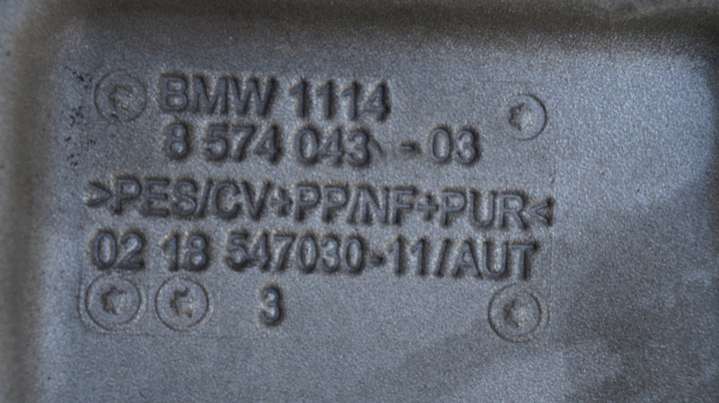 BMW 1114
8 574 043 -03
>PES/CV+PP/NF+PUR<
02 18 547030-11/AUT
3